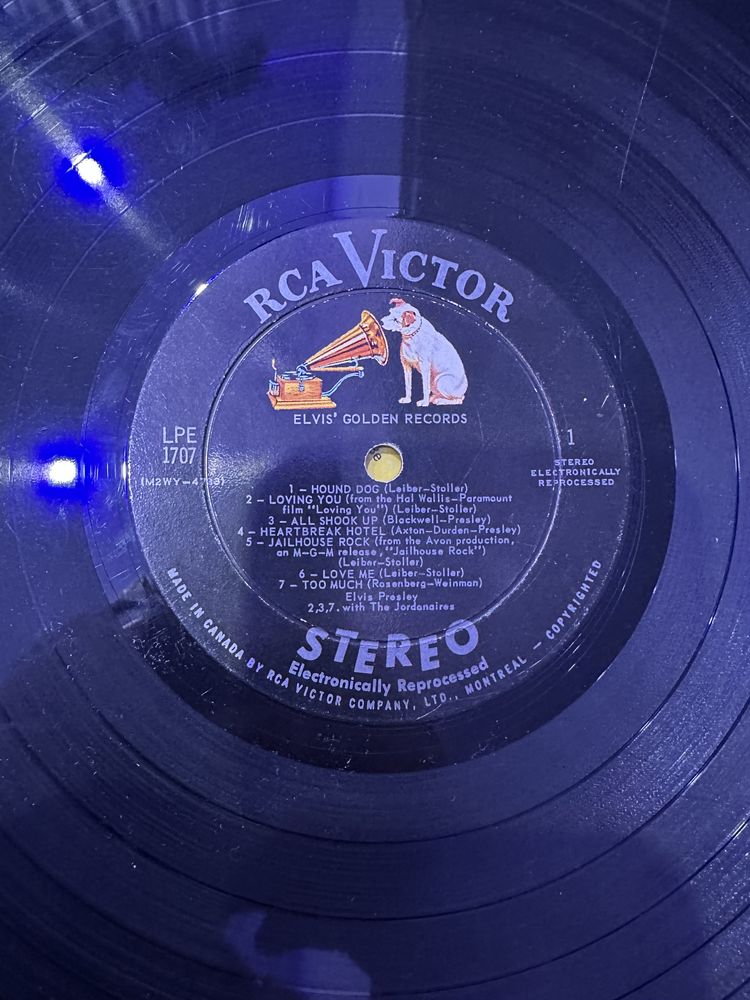 RCA VICTOR
ELVIS' GOLDEN RECORDS
LPE
1707
1
STEREO
ELECTRONICALLY
REPROCESSED
1 – HOUND DOG (Leiber–Stoller)
2 – LOVING YOU (from the Hal Wallis–Paramount
film "Loving You") (Leiber–Stoller)
3 – ALL SHOOK UP (Blackwell–Presley)
4 – HEARTBREAK HOTEL (Axton–Durden–Presley)
5 – JAILHOUSE ROCK (from the Avon production,
an M–G–M release, "Jailhouse Rock")
(Leiber–Stoller)
6 – LOVE ME (Leiber–Stoller)
7 – TOO MUCH (Rosenberg–Weinman)
Elvis Presley
2,3,7. with The Jordanaires
STEREO
Electronically Reprocessed
MADE IN CANADA BY RCA VICTOR COMPANY, LTD., MONTREAL – COPYRIGHTED